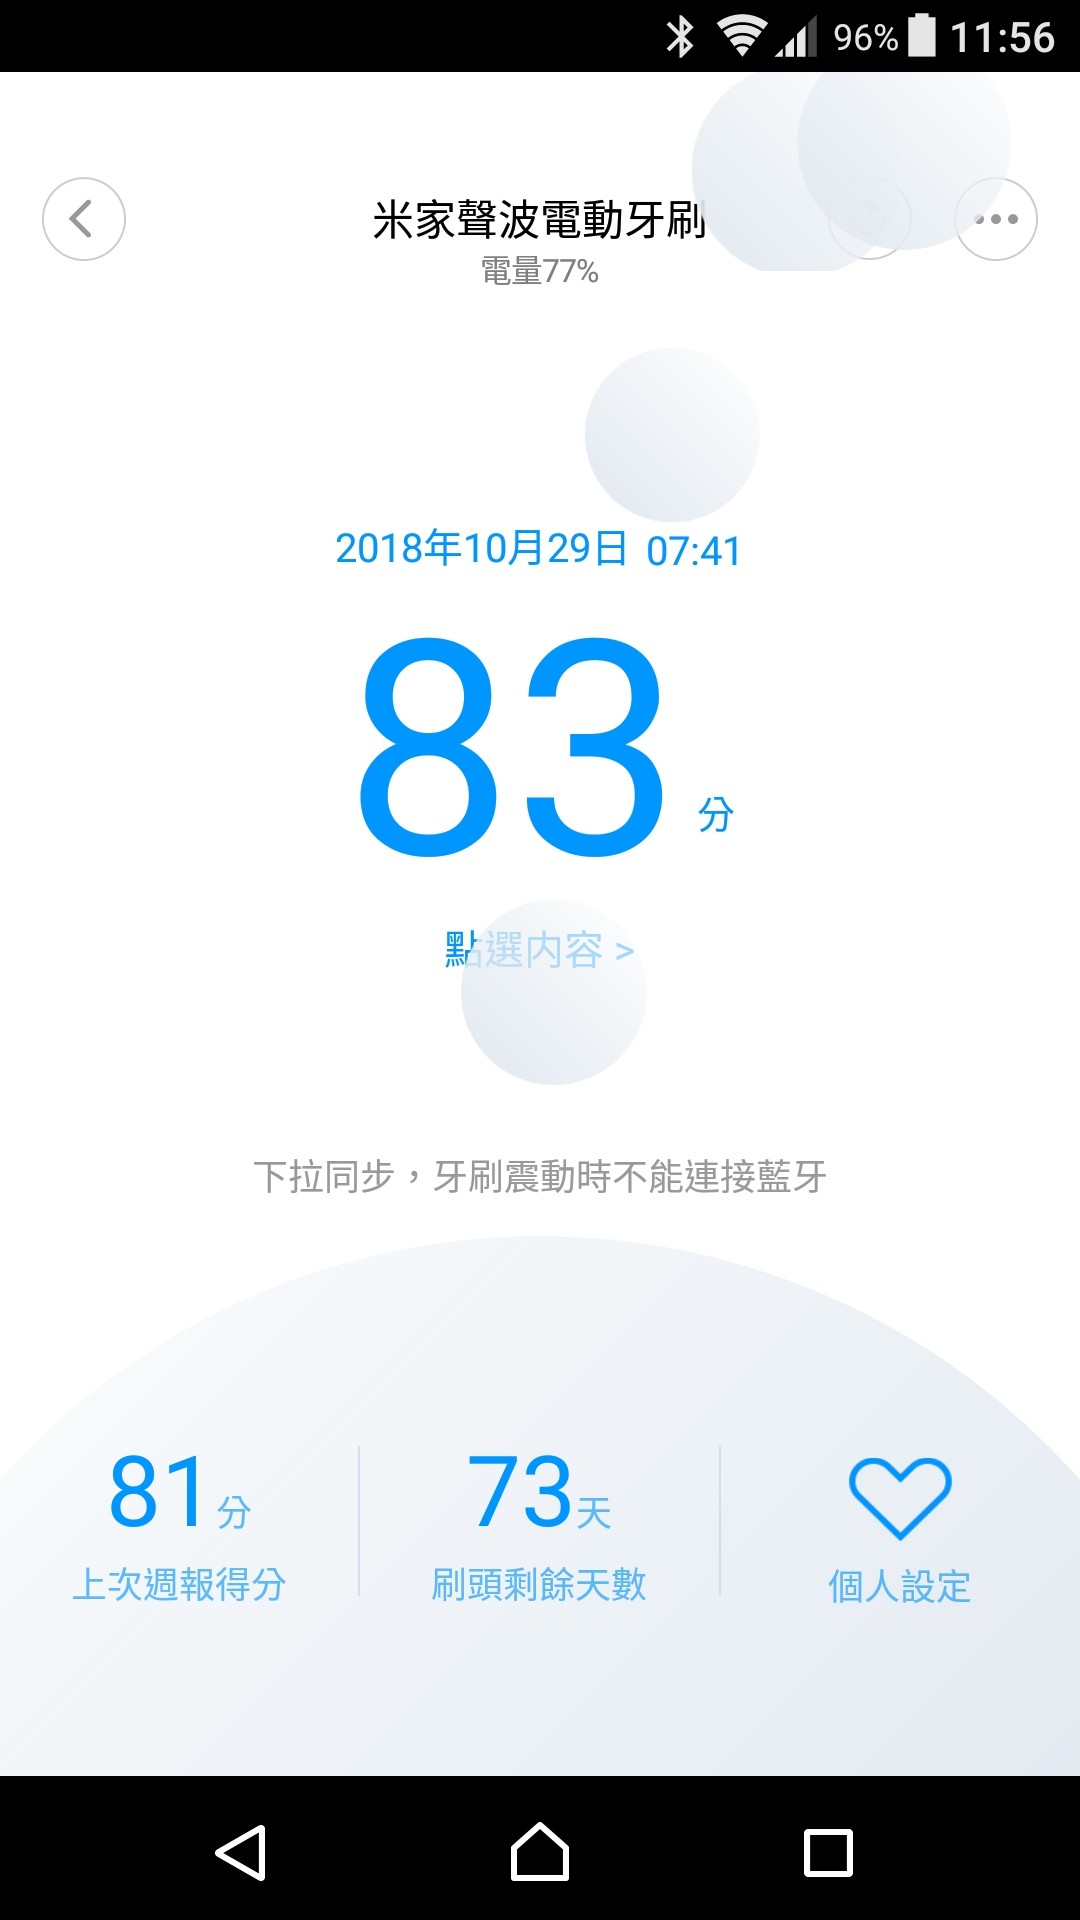 96% 11:56
米家聲波電動牙刷
電量77%
2018年10月29日 07:41
83 分
點選内容 >
下拉同步，牙刷震動時不能連接藍牙
81分 73天
上次週報得分 刷頭剩餘天數 個人設定